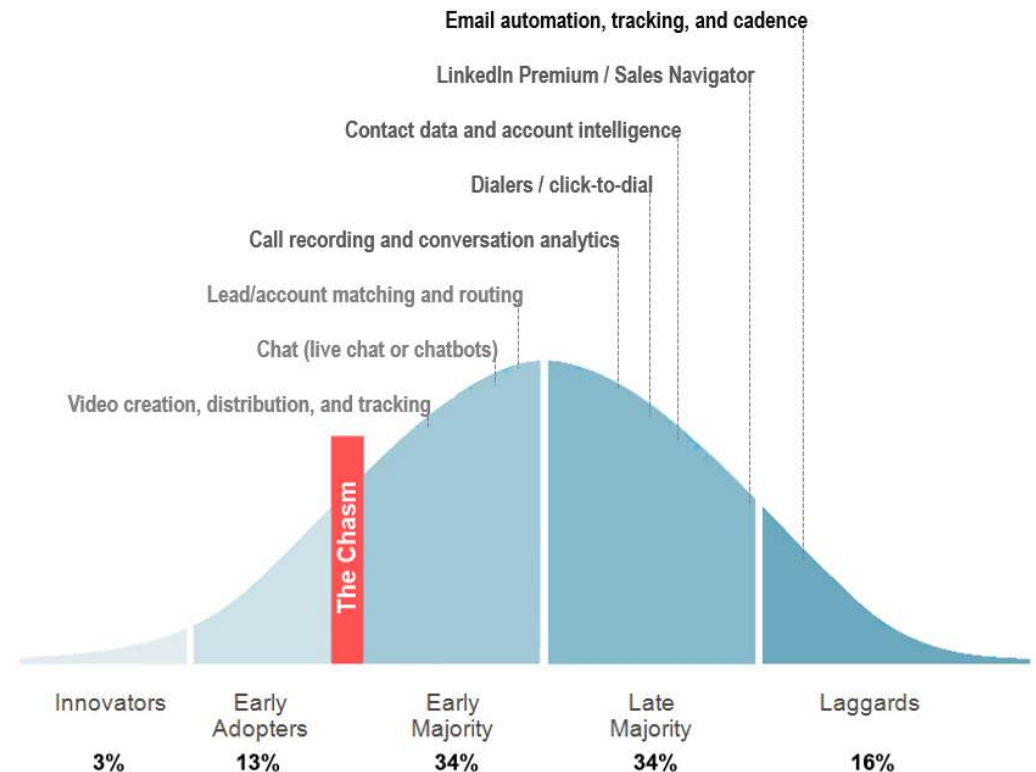 Email automation, tracking, and cadence
LinkedIn Premium / Sales Navigator
Contact data and account intelligence
Dialers / click-to-dial
Call recording and conversation analytics
Lead/account matching and routing
Chat (live chat or chatbots)
Video creation, distribution, and tracking
The Chasm
Innovators
3%
Early
Adopters
13%
Early
Majority
34%
Late
Majority
34%
Laggards
16%